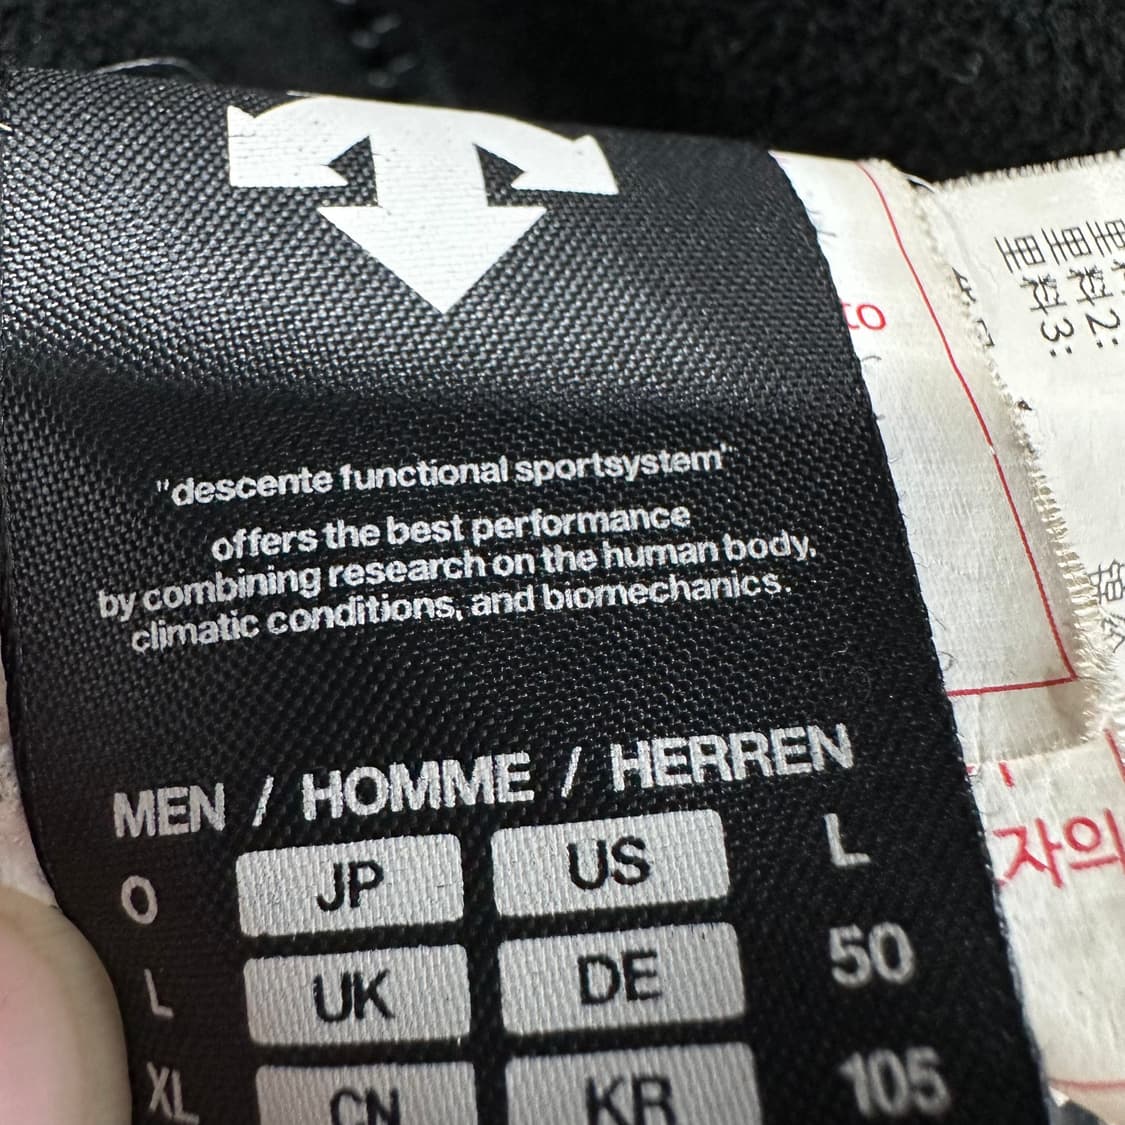 "descente functional sportsystem"
offers the best performance
by combining research on the human body,
climatic conditions, and biomechanics.
MEN / HOMME / HERREN
O JP US L
L UK DE 50
XL CN KR 105
to
里料2:
里料3:
자의